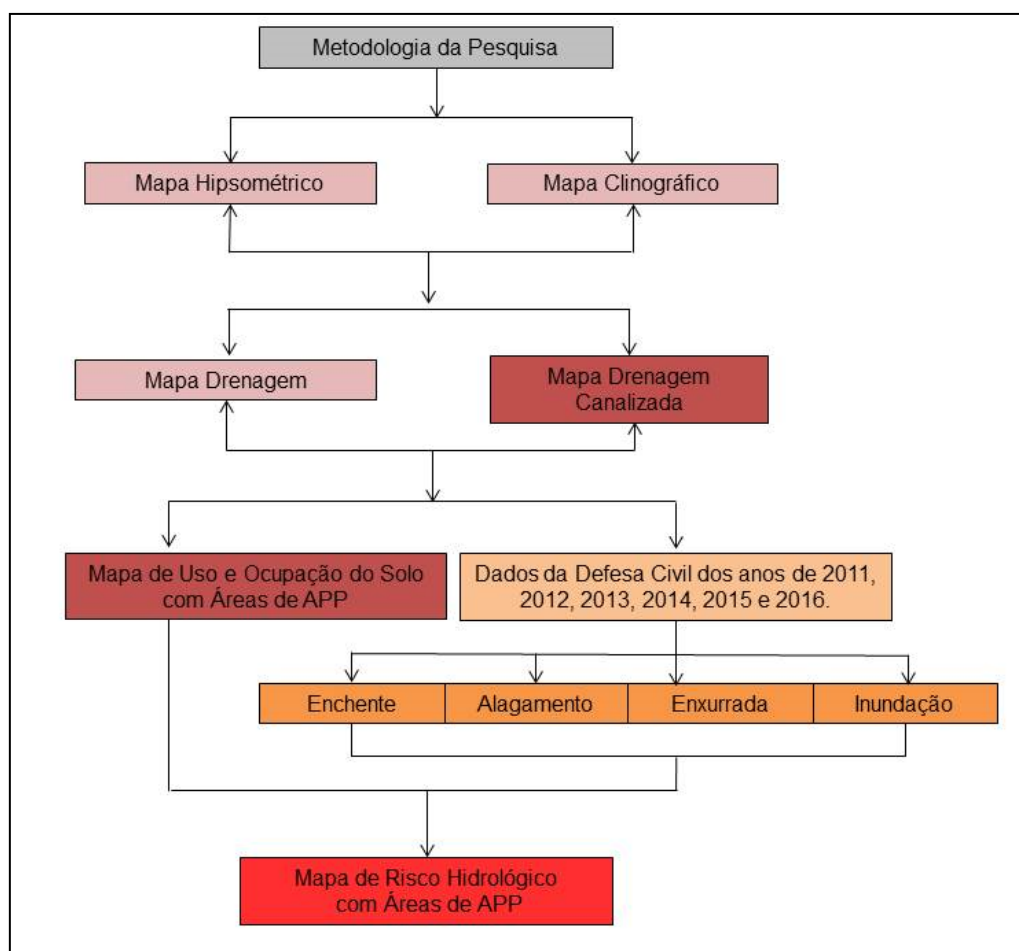 Metodologia da Pesquisa
Mapa Hipsométrico
Mapa Clinográfico
Mapa Drenagem
Mapa Drenagem
Canalizada
Mapa de Uso e Ocupação do Solo
com Áreas de APP
Dados da Defesa Civil dos anos de 2011,
2012, 2013, 2014, 2015 e 2016.
Enchente
Alagamento
Enxurrada
Inundação
Mapa de Risco Hidrológico
com Áreas de APP